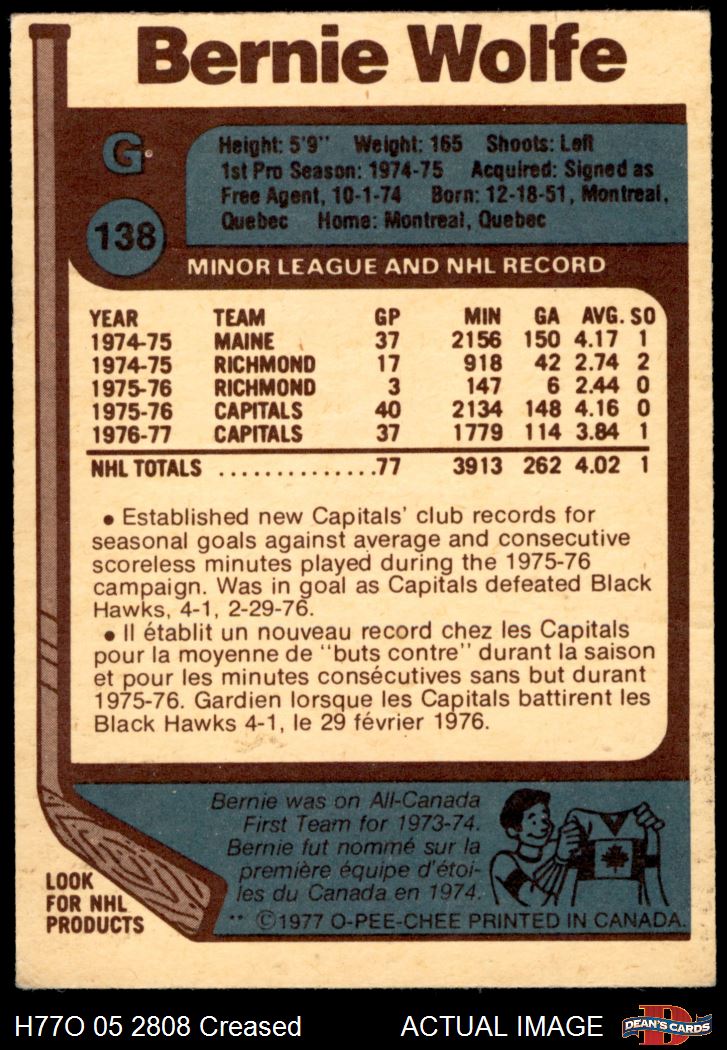 Bernie Wolfe
G
138
Height: 5'9" Weight: 165 Shoots: Left
1st Pro Season: 1974-75 Acquired: Signed as
Free Agent, 10-1-74 Born: 12-18-51, Montreal,
Quebec Home: Montreal, Quebec
MINOR LEAGUE AND NHL RECORD
YEAR TEAM GP MIN GA AVG. SO
1974-75 MAINE 37 2156 150 4.17 1
1974-75 RICHMOND 17 918 42 2.74 2
1975-76 RICHMOND 3 147 6 2.44 0
1975-76 CAPITALS 40 2134 148 4.16 0
1976-77 CAPITALS 37 1779 114 3.84 1
NHL TOTALS ..............77 3913 262 4.02 1
• Established new Capitals' club records for
seasonal goals against average and consecutive
scoreless minutes played during the 1975-76
campaign. Was in goal as Capitals defeated Black
Hawks, 4-1, 2-29-76.
• Il établit un nouveau record chez les Capitals
pour la moyenne de "buts contre" durant la saison
et pour les minutes consécutives sans but durant
1975-76. Gardien lorsque les Capitals battirent les
Black Hawks 4-1, le 29 février 1976.
Bernie was on All-Canada
First Team for 1973-74.
Bernie fut nommé sur la
première équipe d'étoi-
les du Canada en 1974.
LOOK
FOR NHL
PRODUCTS
** ©1977 O-PEE-CHEE PRINTED IN CANADA.
H77O 05 2808 Creased ACTUAL IMAGE
D
DEAN'S CARDS